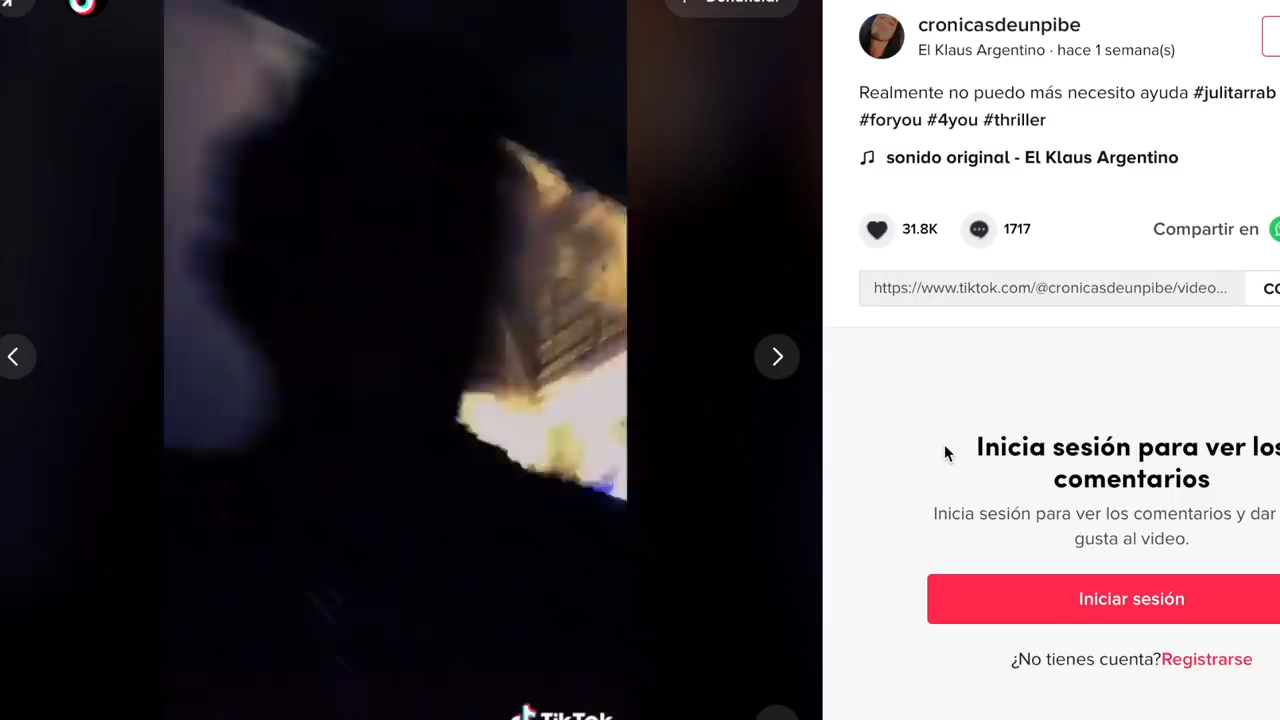 Denunciar
cronicasdeunpibe
El Klaus Argentino · hace 1 semana(s)
Realmente no puedo más necesito ayuda #julitarrab
#foryou #4you #thriller
sonido original - El Klaus Argentino
31.8K 1717 Compartir en
https://www.tiktok.com/@cronicasdeunpibe/video... CO
Inicia sesión para ver los
comentarios
Inicia sesión para ver los comentarios y dar
gusta al video.
Iniciar sesión
¿No tienes cuenta?Registrarse
TikTok